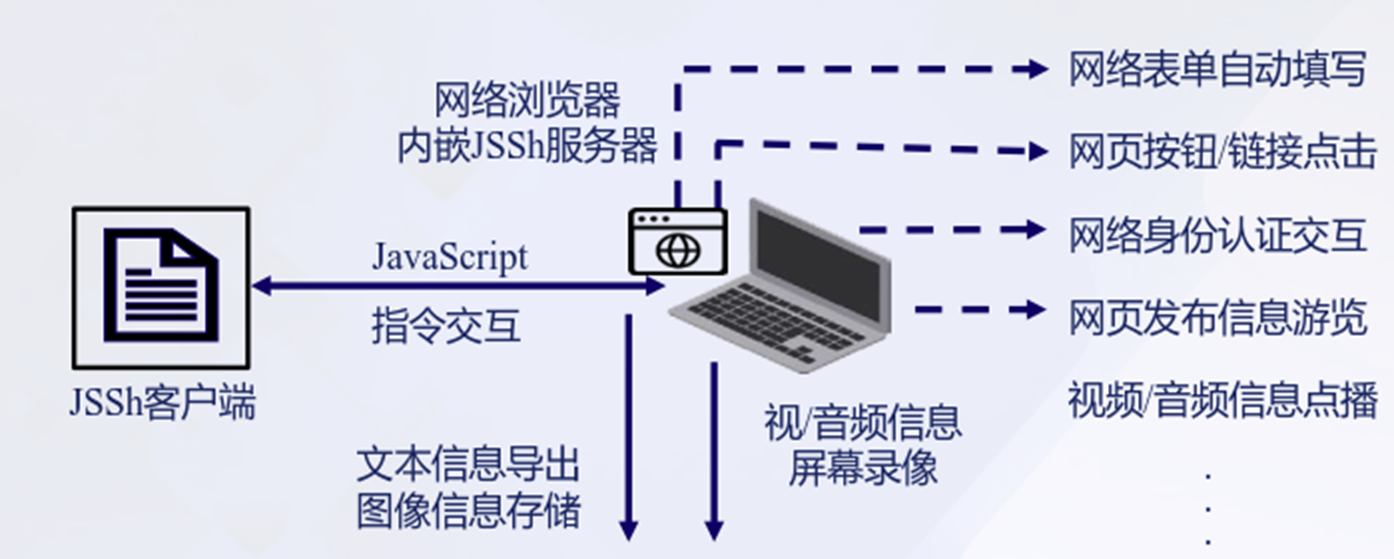 网络浏览器
内嵌JSSh服务器
JavaScript
指令交互
JSSh客户端
文本信息导出
图像信息存储
视/音频信息
屏幕录像
网络表单自动填写
网页按钮/链接点击
网络身份认证交互
网页发布信息游览
视频/音频信息点播
.
.
.